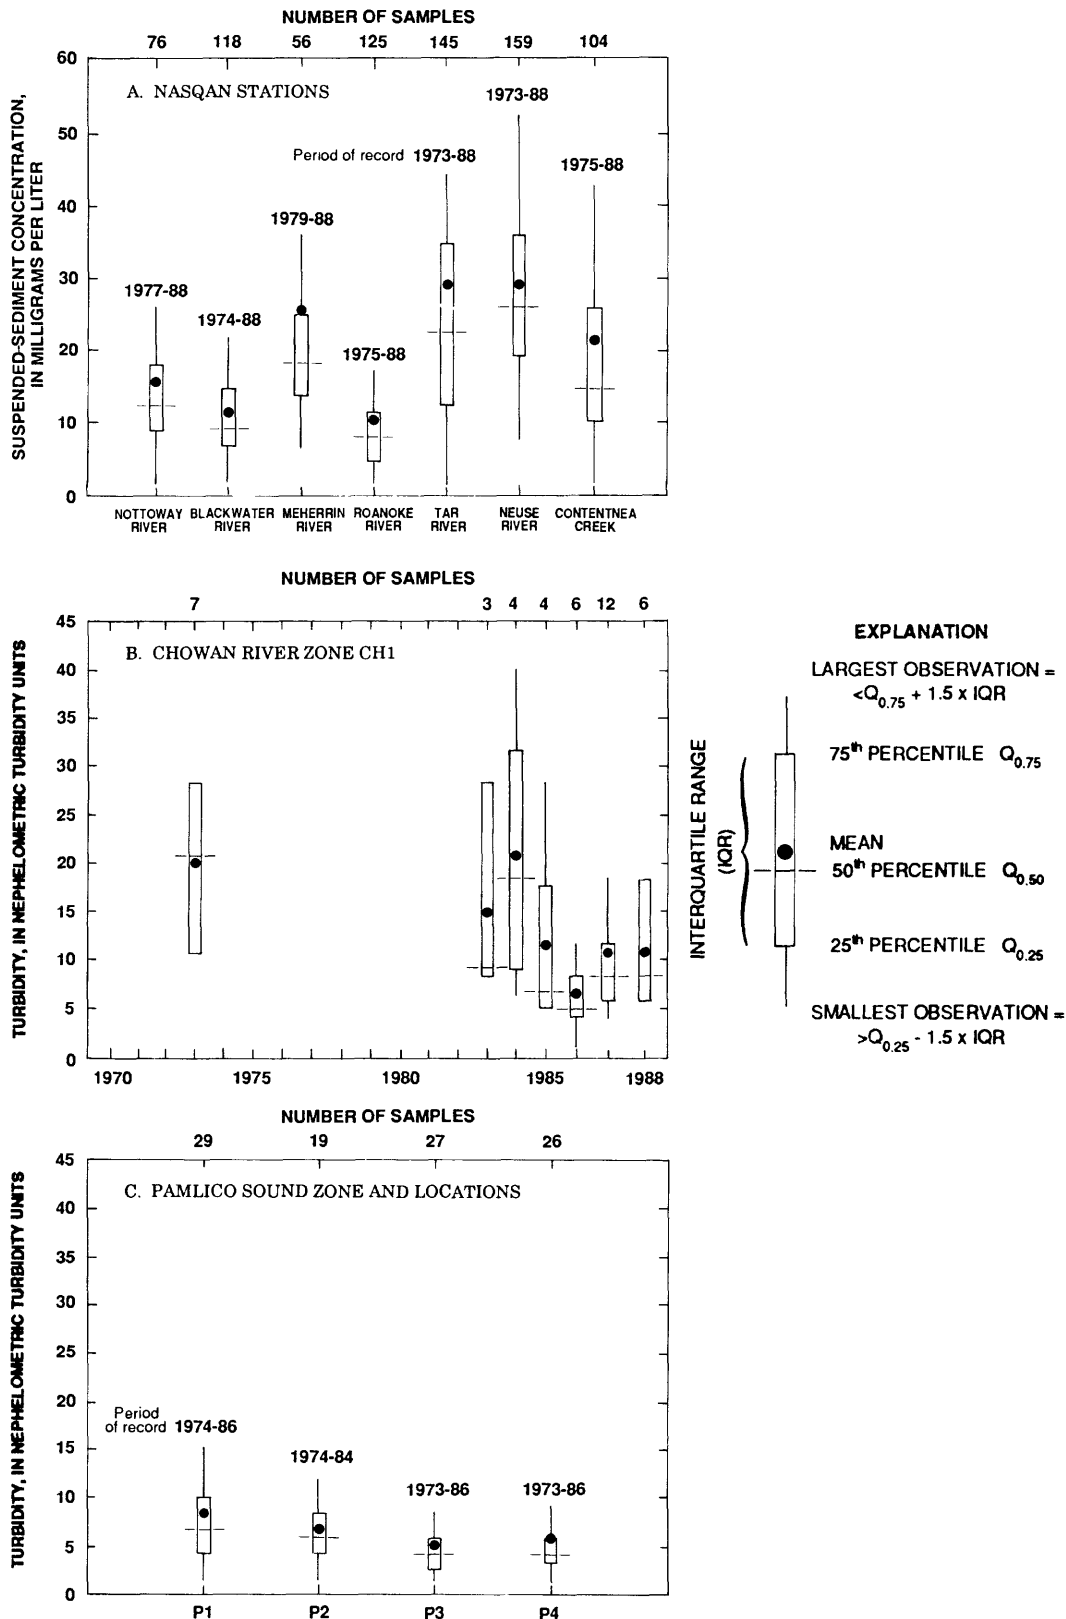 NUMBER OF SAMPLES
76 118 56 125 145 159 104
60
50
40
30
20
10
0
SUSPENDED-SEDIMENT CONCENTRATION,
IN MILLIGRAMS PER LITER
A. NASQAN STATIONS
1973-88
Period of record 1973-88
1975-88
1979-88
1977-88
1974-88
1975-88
NOTTOWAY BLACKWATER MEHERRIN ROANOKE TAR NEUSE CONTENTNEA
RIVER RIVER RIVER RIVER RIVER RIVER CREEK
NUMBER OF SAMPLES
7 3 4 4 6 12 6
45
40
35
30
25
20
15
10
5
0
TURBIDITY, IN NEPHELOMETRIC TURBIDITY UNITS
B. CHOWAN RIVER ZONE CH1
1970 1975 1980 1985 1988
EXPLANATION
LARGEST OBSERVATION =
<Q0.75 + 1.5 x IQR
75th PERCENTILE Q0.75
MEAN
50th PERCENTILE Q0.50
25th PERCENTILE Q0.25
SMALLEST OBSERVATION =
>Q0.25 - 1.5 x IQR
INTERQUARTILE RANGE
(IQR)
NUMBER OF SAMPLES
29 19 27 26
45
40
35
30
25
20
15
10
5
0
TURBIDITY, IN NEPHELOMETRIC TURBIDITY UNITS
C. PAMLICO SOUND ZONE AND LOCATIONS
Period
of record 1974-86
1974-84
1973-86
1973-86
P1 P2 P3 P4